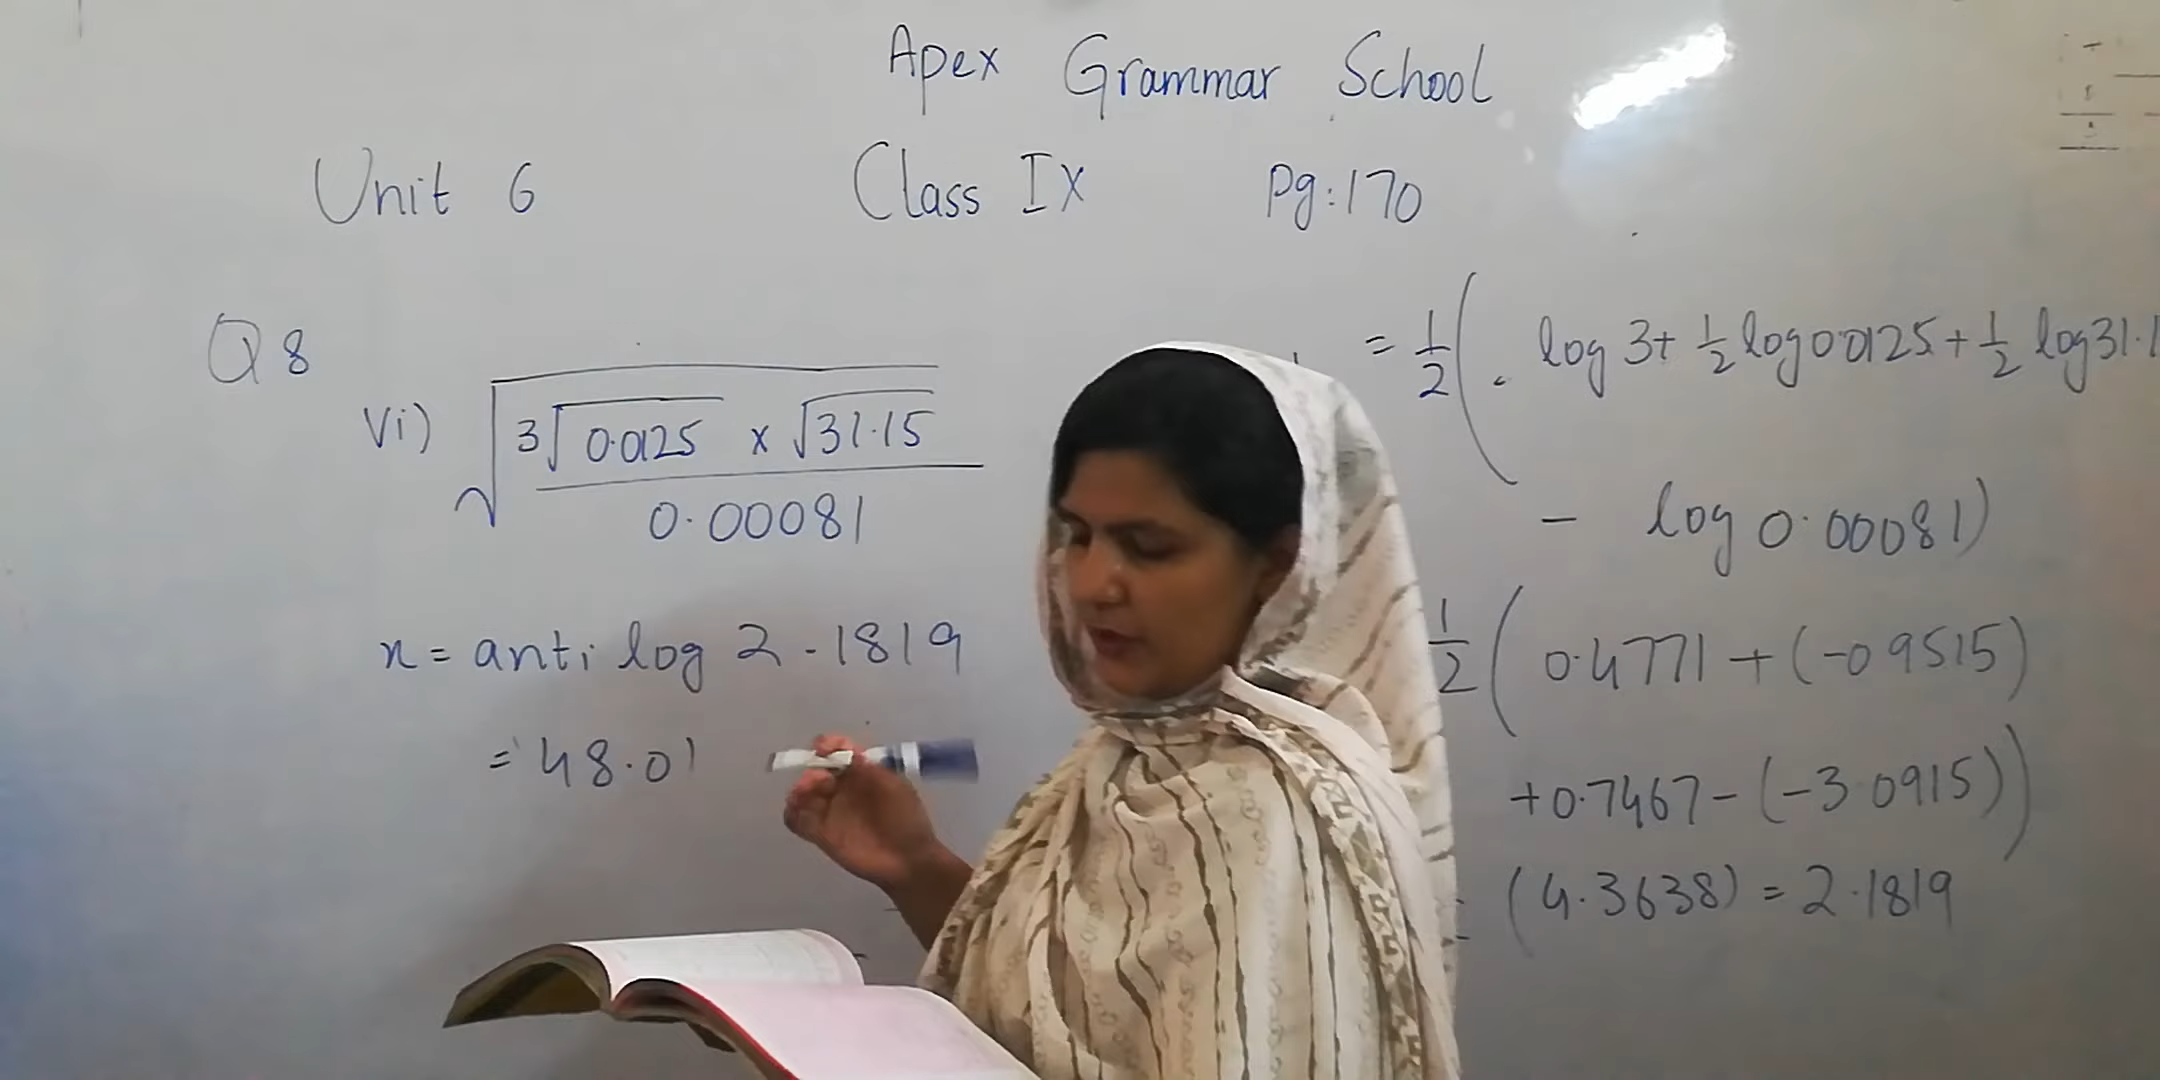 Apex Grammar School
Unit 6 Class IX Pg:170
Q 8
vi) √(3√0.0125 x √31.15 / 0.00081)
x = anti log 2.1819
= 48.01
= 1/2 ( log 3 + 1/2 log 0.0125 + 1/2 log 31.1
- log 0.00081)
1/2 ( 0.4771 + (-0.9515)
+0.7467 - (-3.0915))
(4.3638) = 2.1819